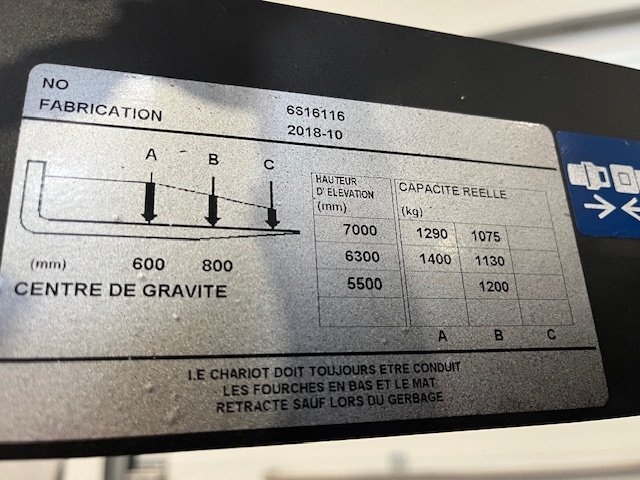 NO
FABRICATION 6S16116
2018-10
A B C
(mm) 600 800
CENTRE DE GRAVITE
HAUTEUR
D'ELEVATION
(mm)
CAPACITE REELLE
(kg)
7000 1290 1075
6300 1400 1130
5500 1200
A B C
LE CHARIOT DOIT TOUJOURS ETRE CONDUIT
LES FOURCHES EN BAS ET LE MAT
RETRACTE SAUF LORS DU GERBAGE